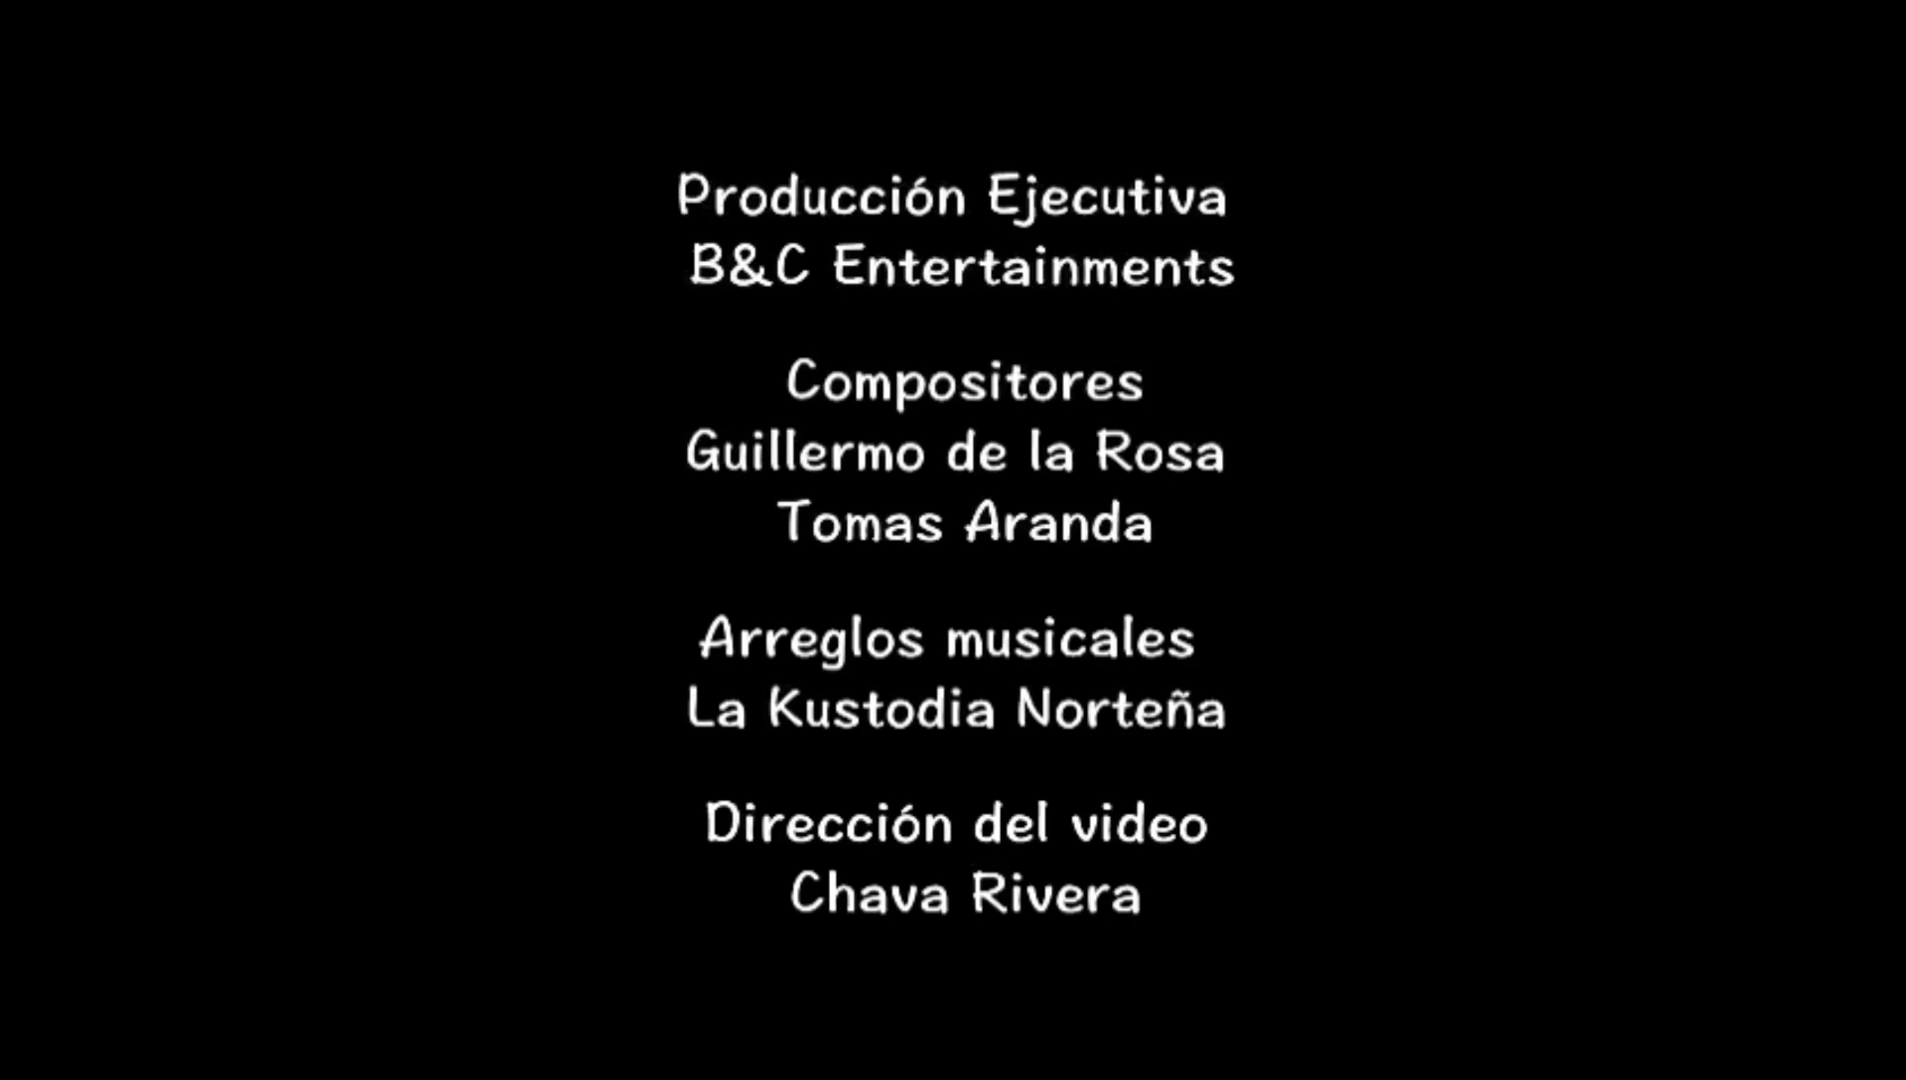 Producción Ejecutiva
B&C Entertainments
Compositores
Guillermo de la Rosa
Tomas Aranda
Arreglos musicales
La Kustodia Norteña
Dirección del video
Chava Rivera